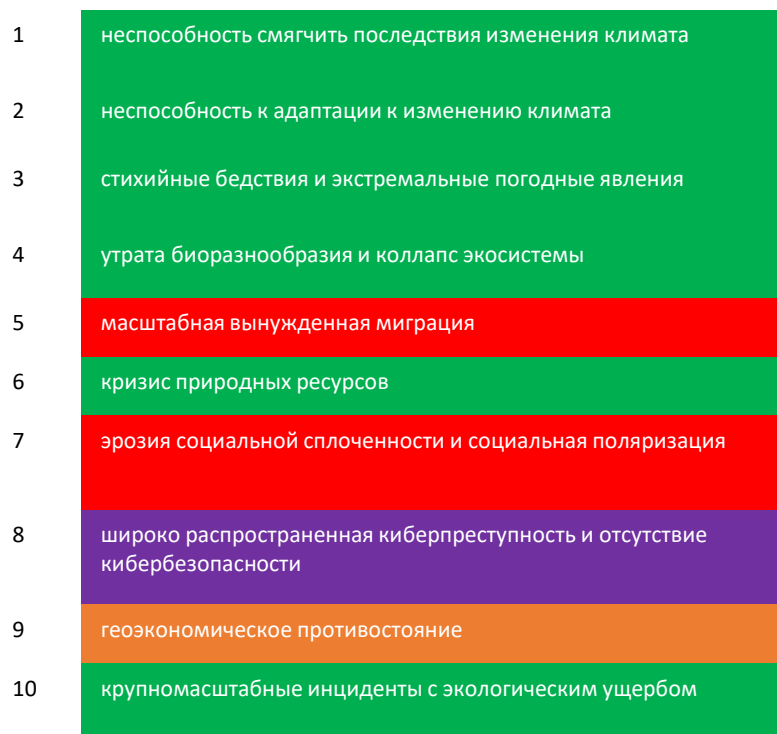 1 неспособность смягчить последствия изменения климата
2 неспособность к адаптации к изменению климата
3 стихийные бедствия и экстремальные погодные явления
4 утрата биоразнообразия и коллапс экосистемы
5 масштабная вынужденная миграция
6 кризис природных ресурсов
7 эрозия социальной сплоченности и социальная поляризация
8 широко распространенная киберпреступность и отсутствие
кибербезопасности
9 геоэкономическое противостояние
10 крупномасштабные инциденты с экологическим ущербом